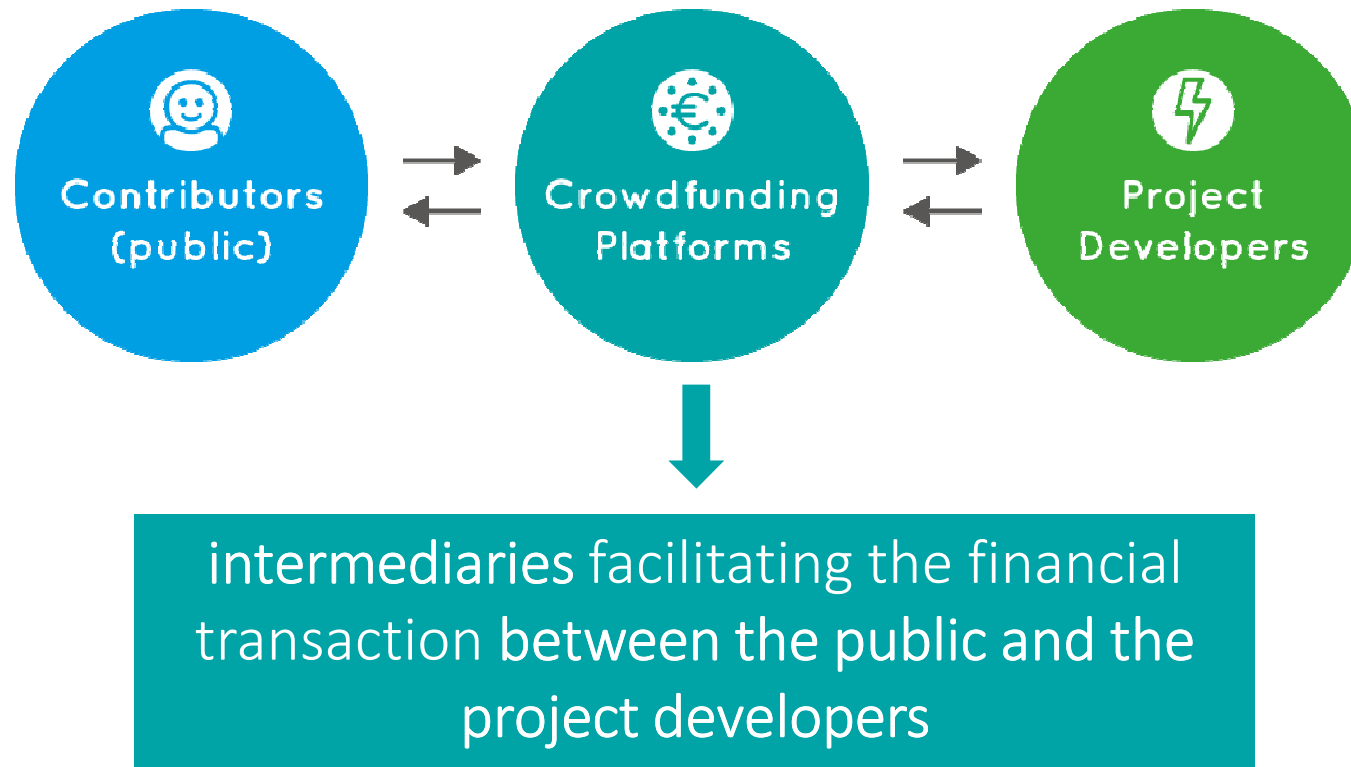 Contributors
(public)
Crowdfunding
Platforms
Project
Developers
intermediaries facilitating the financial
transaction between the public and the
project developers